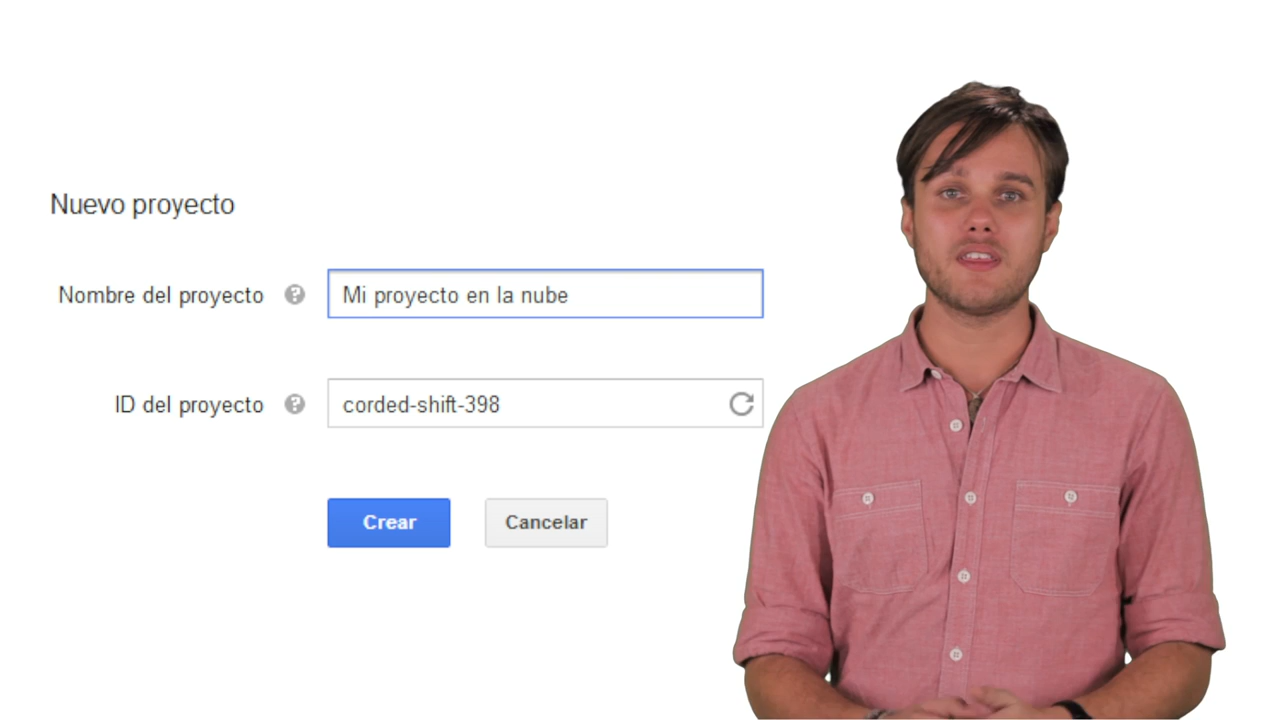 Nuevo proyecto
Nombre del proyecto ? Mi proyecto en la nube
ID del proyecto ? corded-shift-398
Crear Cancelar